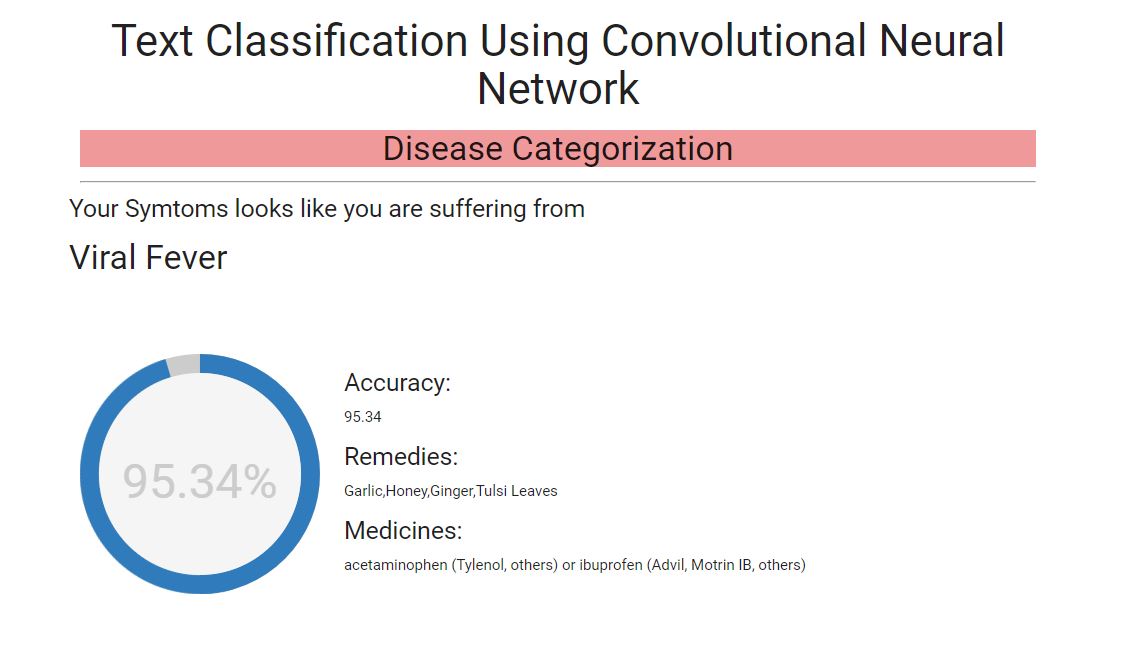 Text Classification Using Convolutional Neural
Network
Disease Categorization
Your Symtoms looks like you are suffering from
Viral Fever
95.34%
Accuracy:
95.34
Remedies:
Garlic,Honey,Ginger,Tulsi Leaves
Medicines:
acetaminophen (Tylenol, others) or ibuprofen (Advil, Motrin IB, others)